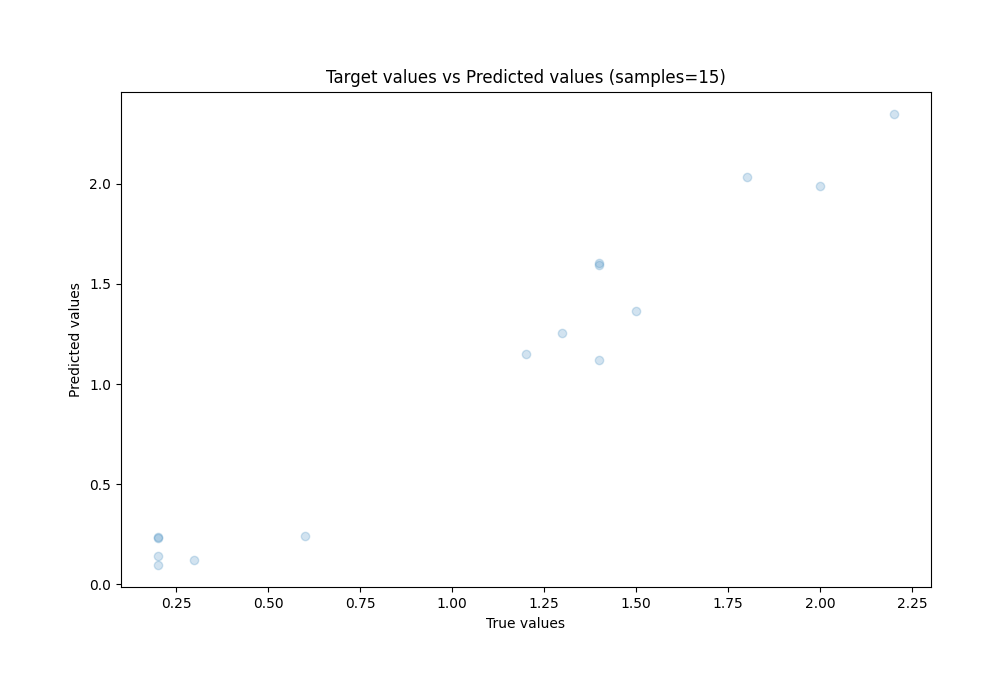 Target values vs Predicted values (samples=15)
Predicted values
2.0
1.5
1.0
0.5
0.0
0.25 0.50 0.75 1.00 1.25 1.50 1.75 2.00 2.25
True values